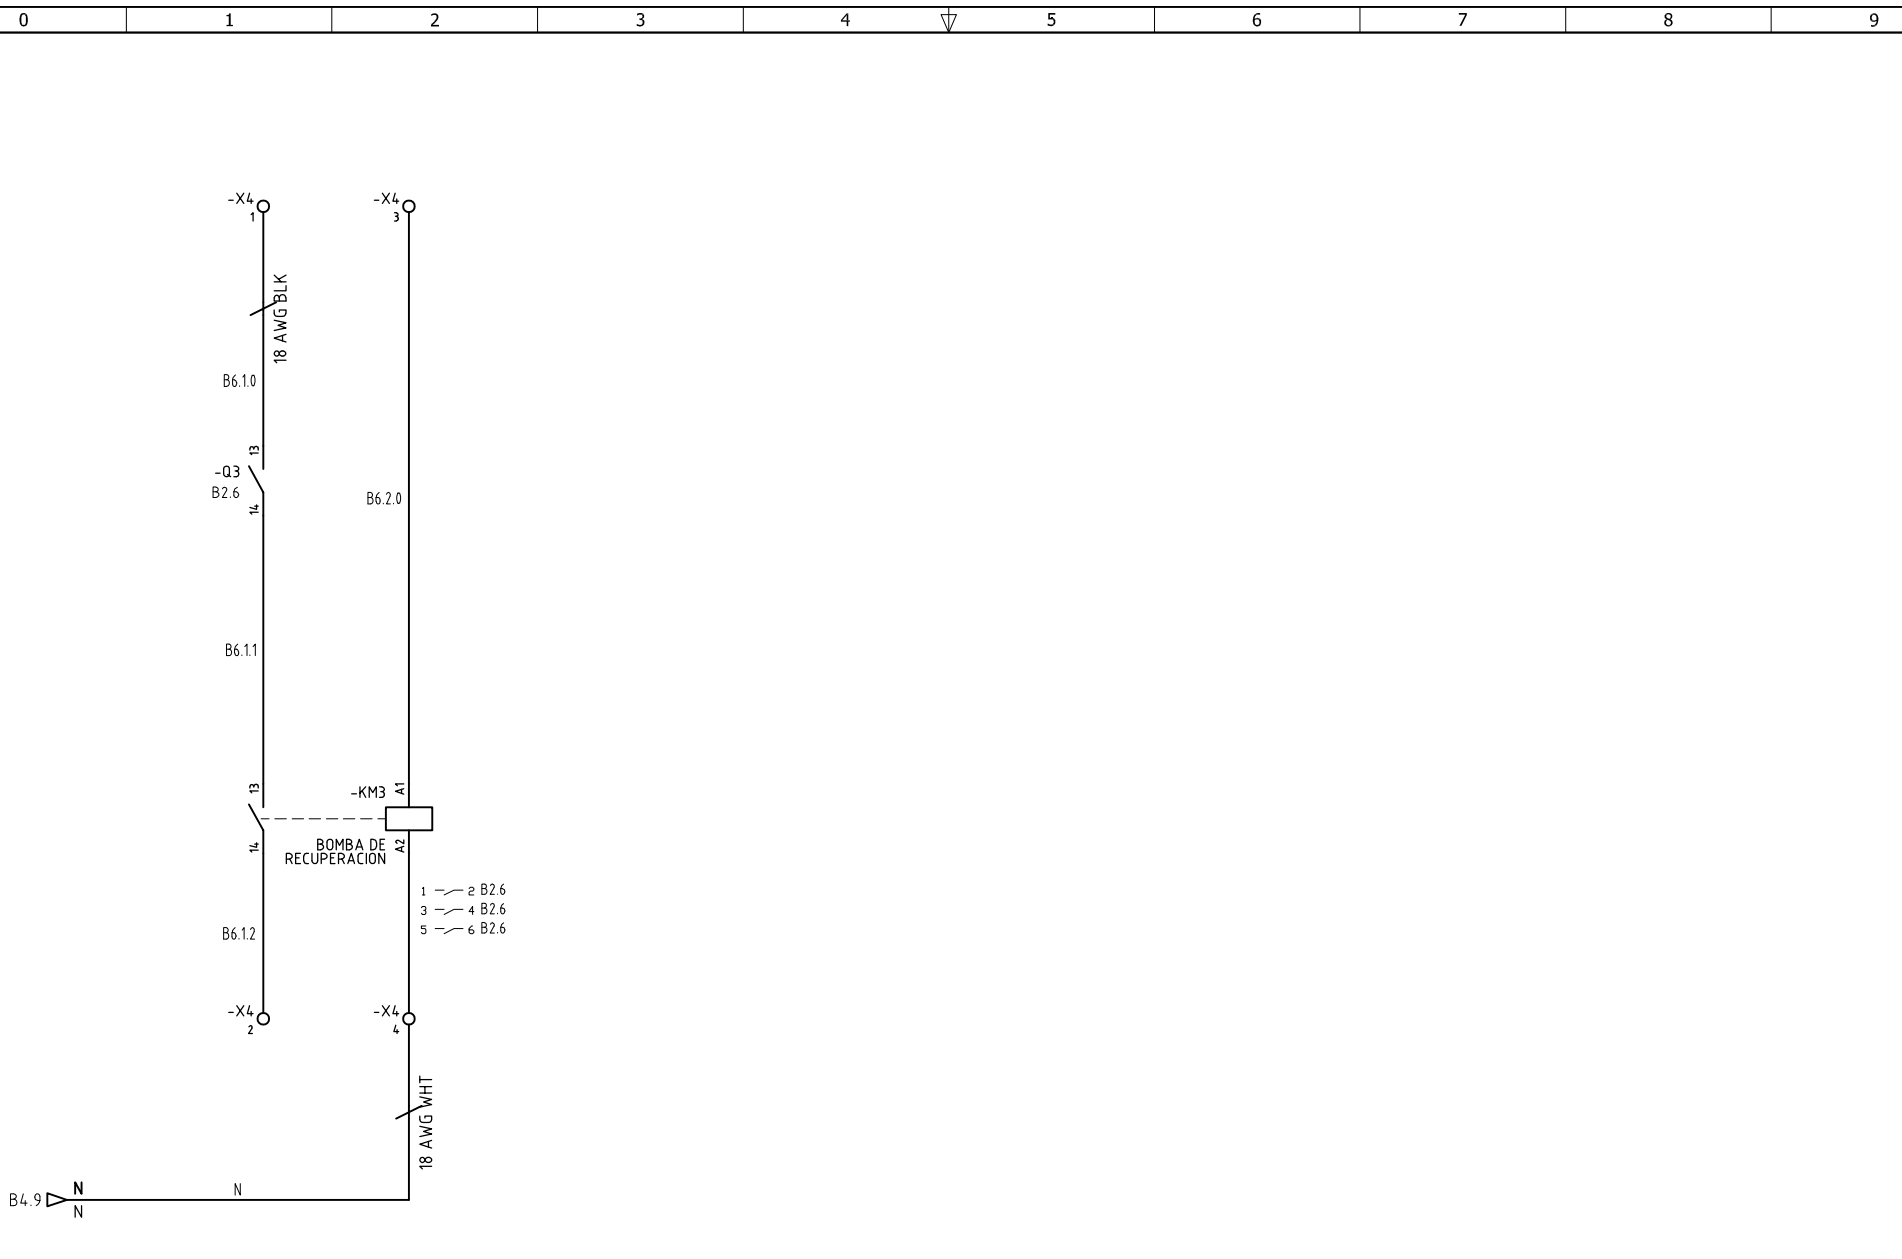 0 1 2 3 4 5 6 7 8 9
-X4
1
-X4
3
18 AWG BLK
B6.1.0
13
-Q3
B2.6
14
B6.2.0
B6.1.1
13
14
-KM3
A1
BOMBA DE
RECUPERACION
A2
1 2 B2.6
3 4 B2.6
5 6 B2.6
B6.1.2
-X4
2
-X4
4
18 AWG WHT
B4.9
N
N
N